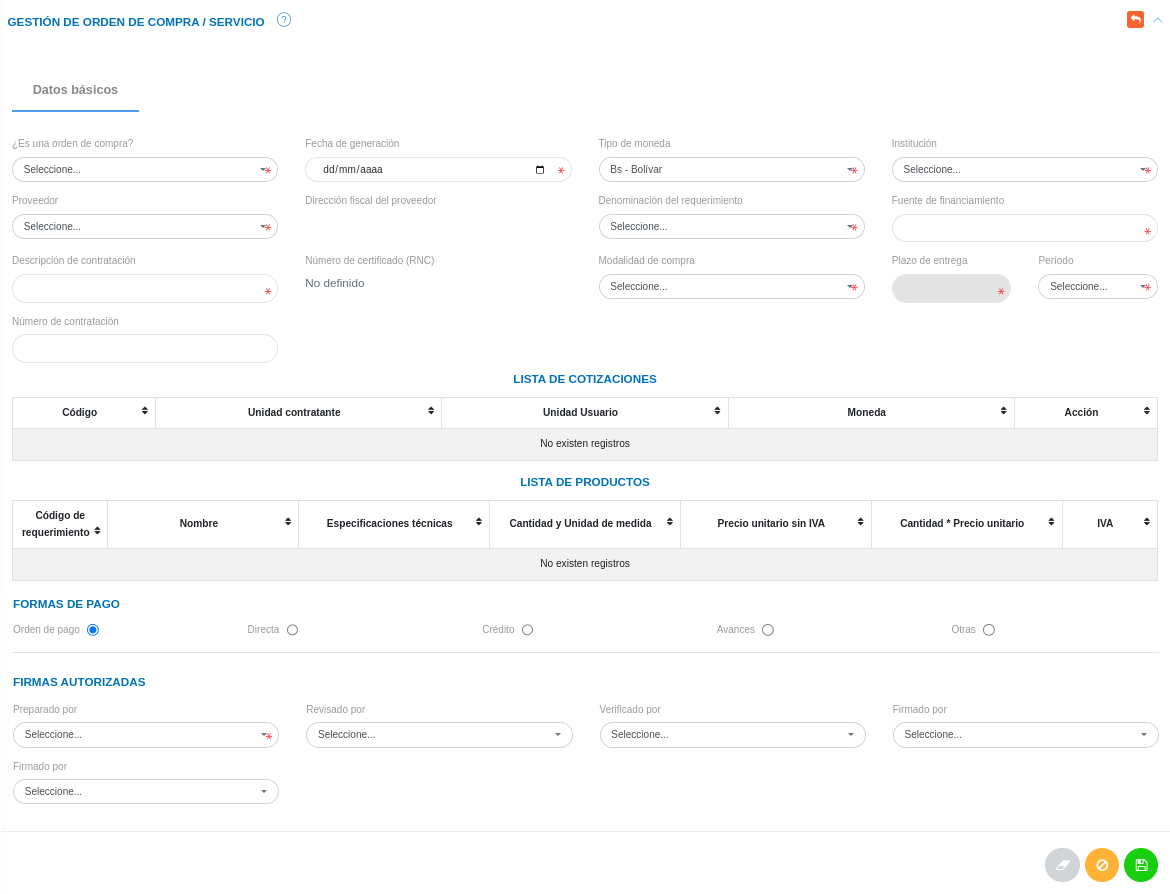 GESTIÓN DE ORDEN DE COMPRA / SERVICIO ?
Datos básicos
¿Es una orden de compra? Fecha de generación Tipo de moneda Institución
Seleccione... * dd/mm/aaaa * Bs - Bolívar * Seleccione... *
Proveedor Dirección fiscal del proveedor Denominación del requerimiento Fuente de financiamiento
Seleccione... * Seleccione... * *
Descripción de contratación Número de certificado (RNC) Modalidad de compra Plazo de entrega Período
* No definido Seleccione... * * Seleccione... *
Número de contratación
LISTA DE COTIZACIONES
Código Unidad contratante Unidad Usuario Moneda Acción
No existen registros
LISTA DE PRODUCTOS
Código de requerimiento Nombre Especificaciones técnicas Cantidad y Unidad de medida Precio unitario sin IVA Cantidad * Precio unitario IVA
No existen registros
FORMAS DE PAGO
Orden de pago Directa Crédito Avances Otras
FIRMAS AUTORIZADAS
Preparado por Revisado por Verificado por Firmado por
Seleccione... * Seleccione... Seleccione... Seleccione...
Firmado por
Seleccione...